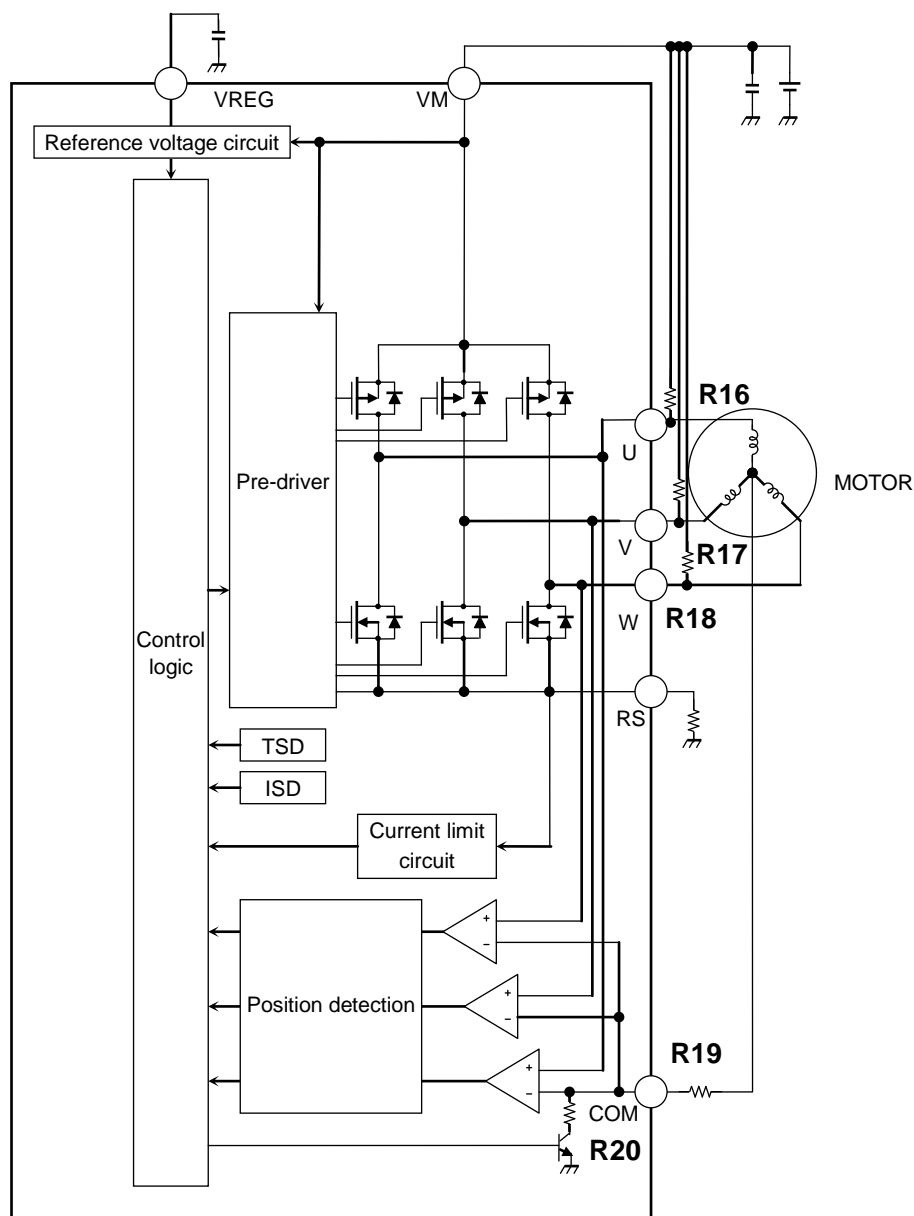 VREG
VM
Reference voltage circuit
R16
U
Pre-driver
MOTOR
V
R17
W
R18
Control
logic
RS
TSD
ISD
Current limit
circuit
+
−
+
−
Position detection
+
−
R19
COM
R20